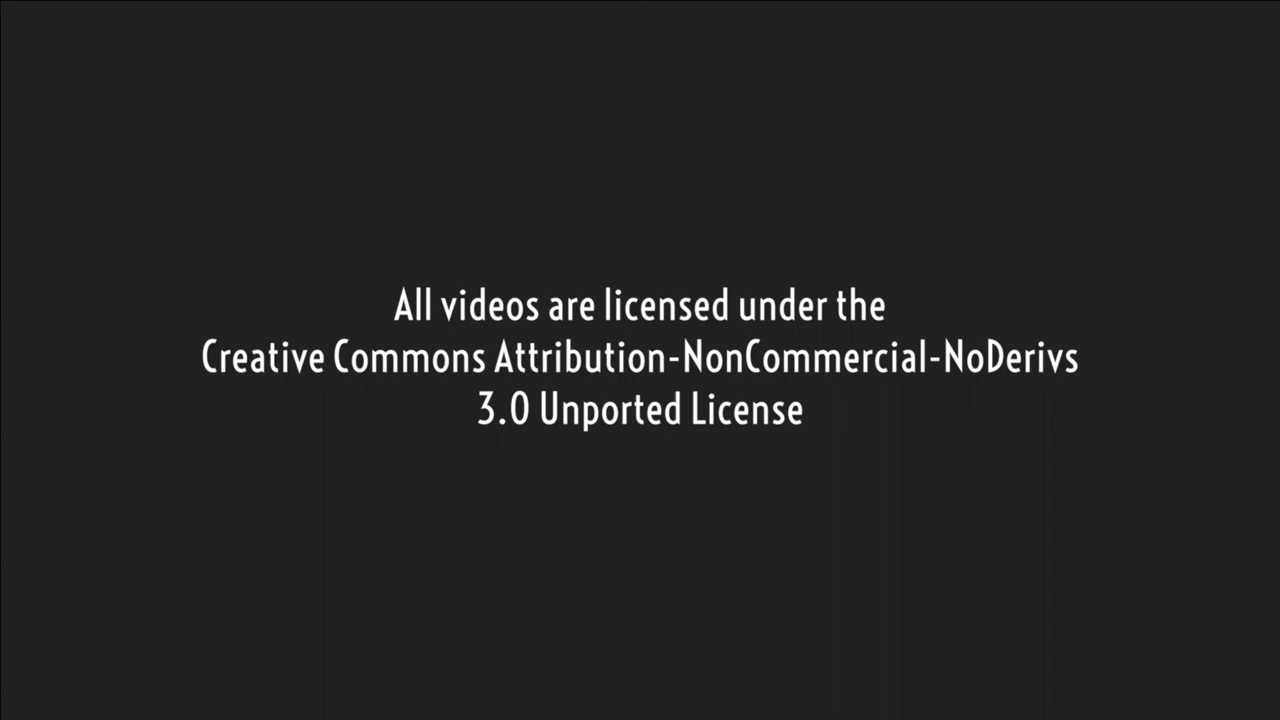 All videos are licensed under the
Creative Commons Attribution-NonCommercial-NoDerivs
3.0 Unported License